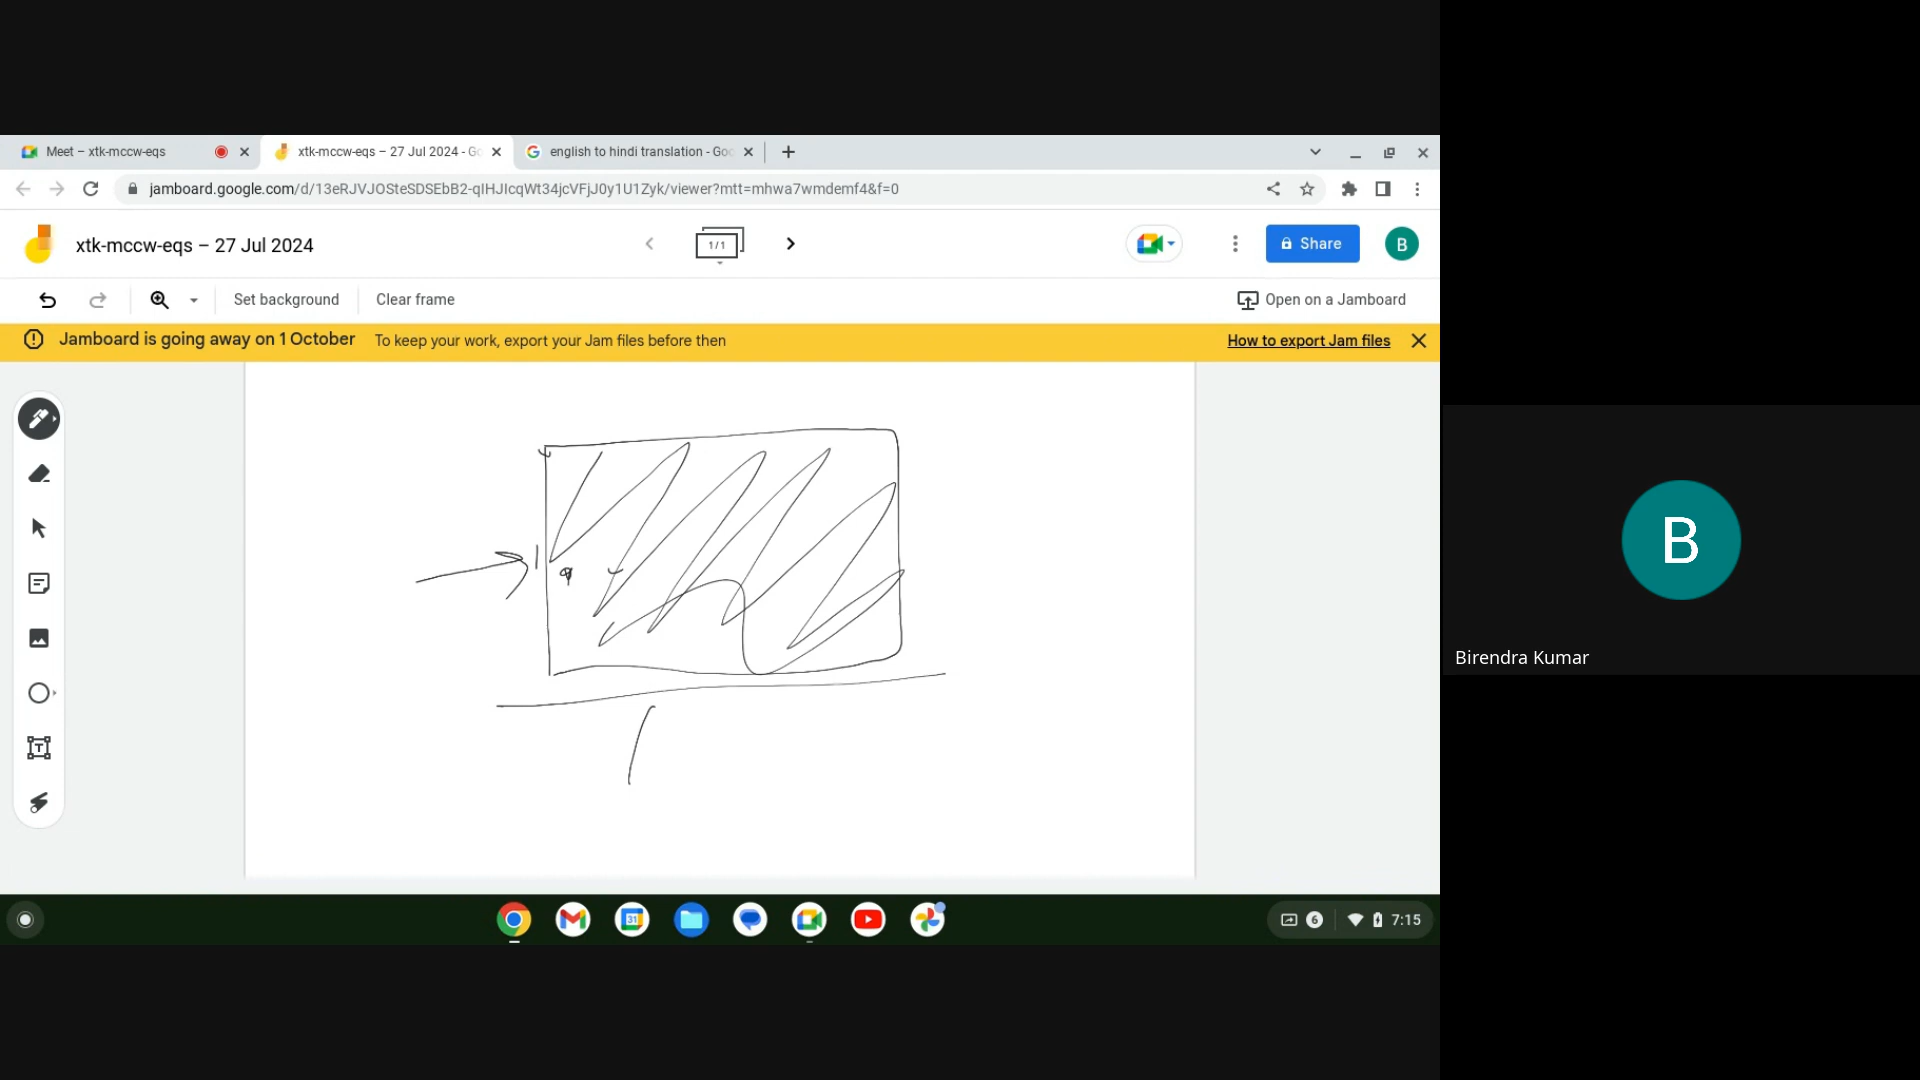 Meet – xtk-mccw-eqs
xtk-mccw-eqs – 27 Jul 2024 - Go
english to hindi translation - Goo
jamboard.google.com/d/13eRJVJOSteSDSEbB2-qIHJIcqWt34jcVFjJ0y1U1Zyk/viewer?mtt=mhwa7wmdemf4&f=0
xtk-mccw-eqs – 27 Jul 2024
1/1
Share
B
Set background
Clear frame
Open on a Jamboard
Jamboard is going away on 1 October
To keep your work, export your Jam files before then
How to export Jam files
T
B
Birendra Kumar
31
6
7:15